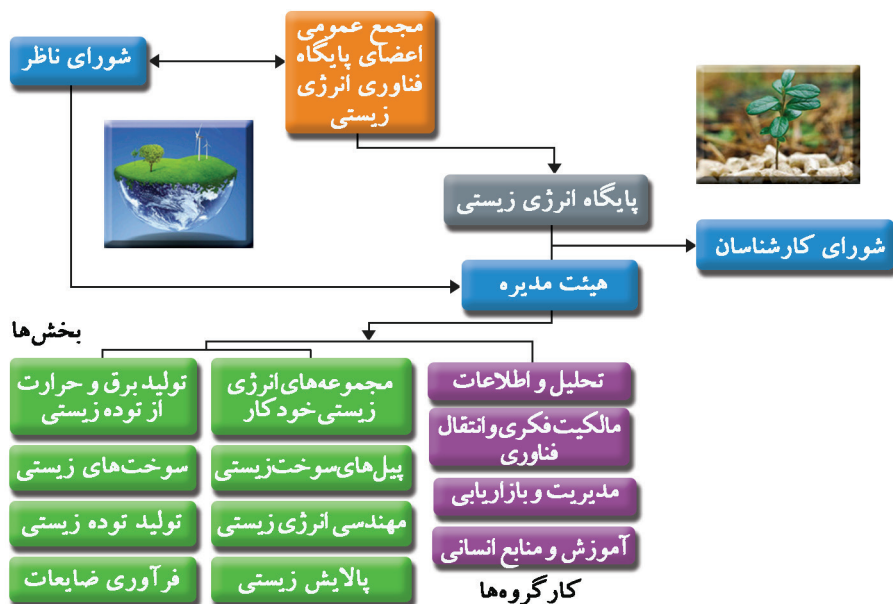 مجمع عمومی
اعضای پایگاه
فناوری انرژی
زیستی
شورای ناظر
پایگاه انرژی زیستی
شورای کارشناسان
هیئت مدیره
بخش‌ها
تحلیل و اطلاعات
مالکیت فکری و انتقال
فناوری
مدیریت و بازاریابی
آموزش و منابع انسانی
کارگروه‌ها
مجموعه‌های انرژی
زیستی خودکار
پیل‌های سوخت زیستی
مهندسی انرژی زیستی
پالایش زیستی
تولید برق و حرارت
از توده زیستی
سوخت‌های زیستی
تولید توده زیستی
فرآوری ضایعات